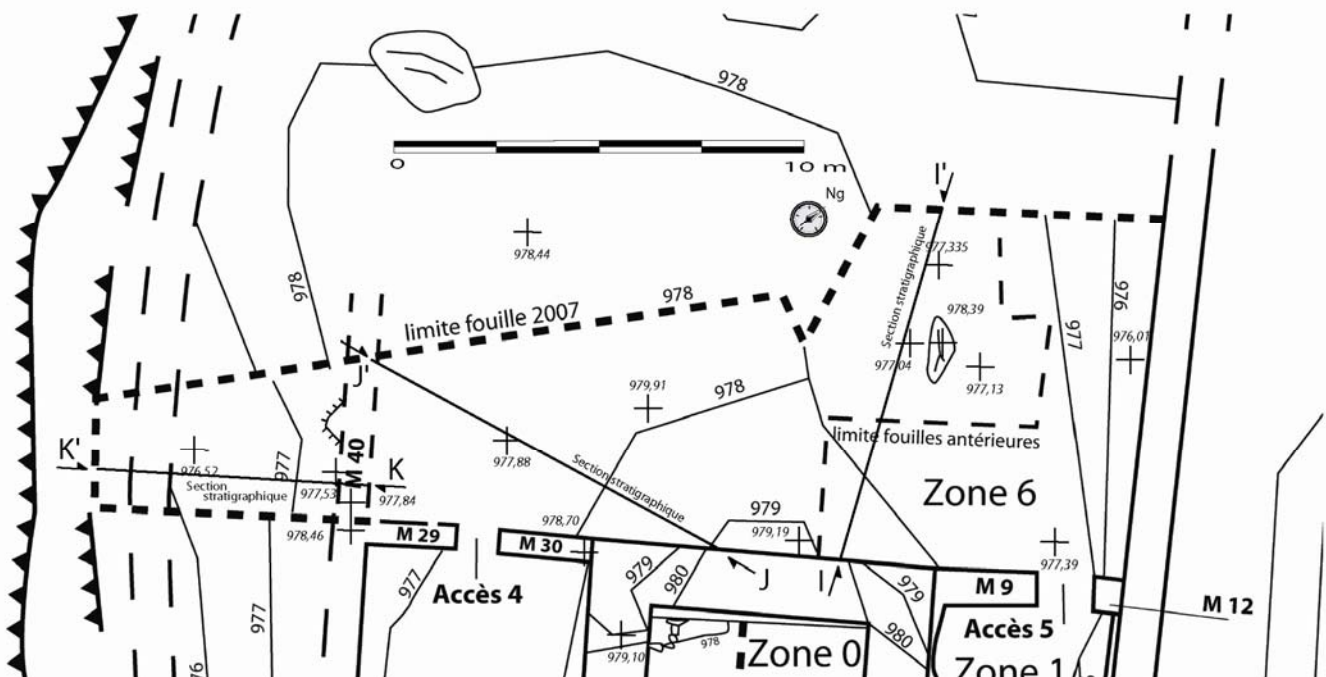 978
0
10 m
Ng
I'
978,44
977,335
Section stratigraphique
978
978
limite fouille 2007
978,39
977
976
976,01
977,04
977,13
J'
979,91
978
limite fouilles antérieures
K'
976,52
977
M 40
K
977,88
Section stratigraphique
Section
stratigraphique
977,53
977,84
Zone 6
979
979,19
978,70
978,46
M 29
M 30
977,39
977
Accès 4
979
980
J
I
979
M 9
M 12
977
980
Accès 5
979,10
978
Zone 0
Zone 1
76